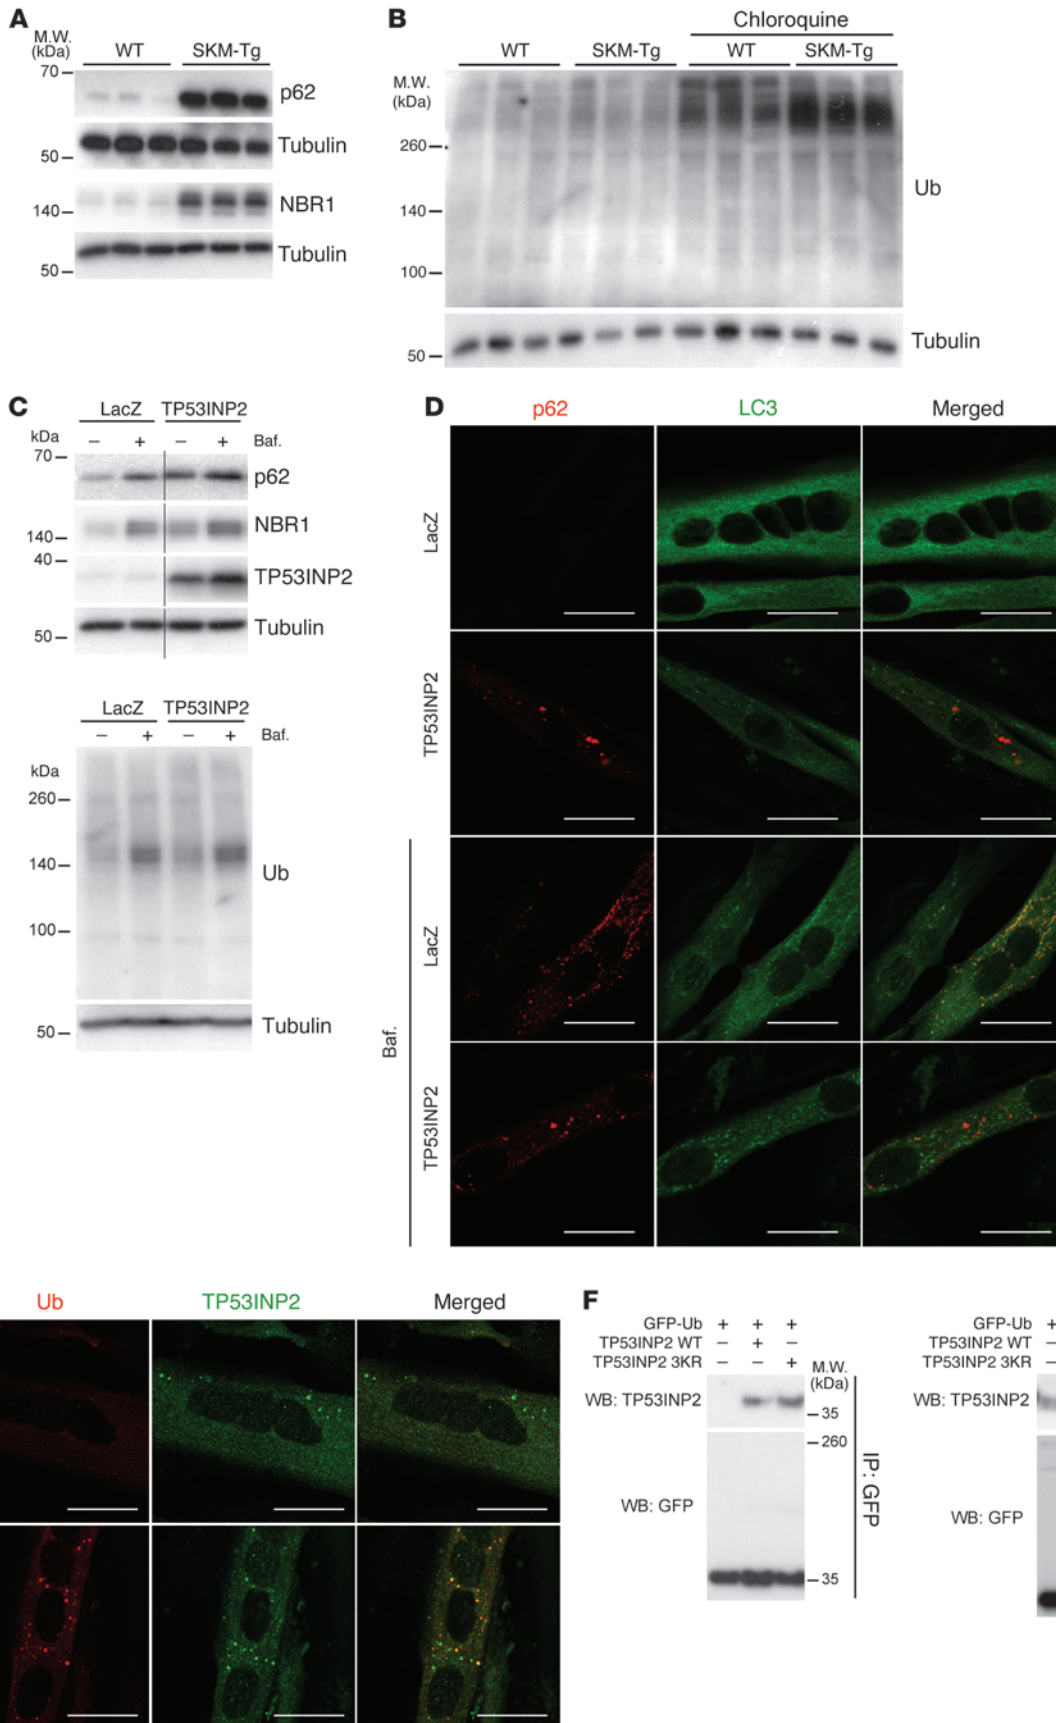 A
M.W.
(kDa)
WT SKM-Tg
70
p62
Tubulin
50
NBR1
140
Tubulin
50
B
Chloroquine
WT SKM-Tg WT SKM-Tg
M.W.
(kDa)
260
140
100
Ub
50
Tubulin
C
LacZ TP53INP2
kDa – + – + Baf.
70
p62
NBR1
140
40
TP53INP2
Tubulin
50
LacZ TP53INP2
– + – + Baf.
kDa
260
140
Ub
100
Tubulin
50
D
p62 LC3 Merged
LacZ
TP53INP2
LacZ
TP53INP2
Baf.
Ub TP53INP2 Merged
F
GFP-Ub + + +
TP53INP2 WT – + –
TP53INP2 3KR – – +
M.W.
(kDa)
WB: TP53INP2
35
260
WB: GFP
35
IP: GFP
GFP-Ub +
TP53INP2 WT –
TP53INP2 3KR –
WB: TP53INP2
WB: GFP